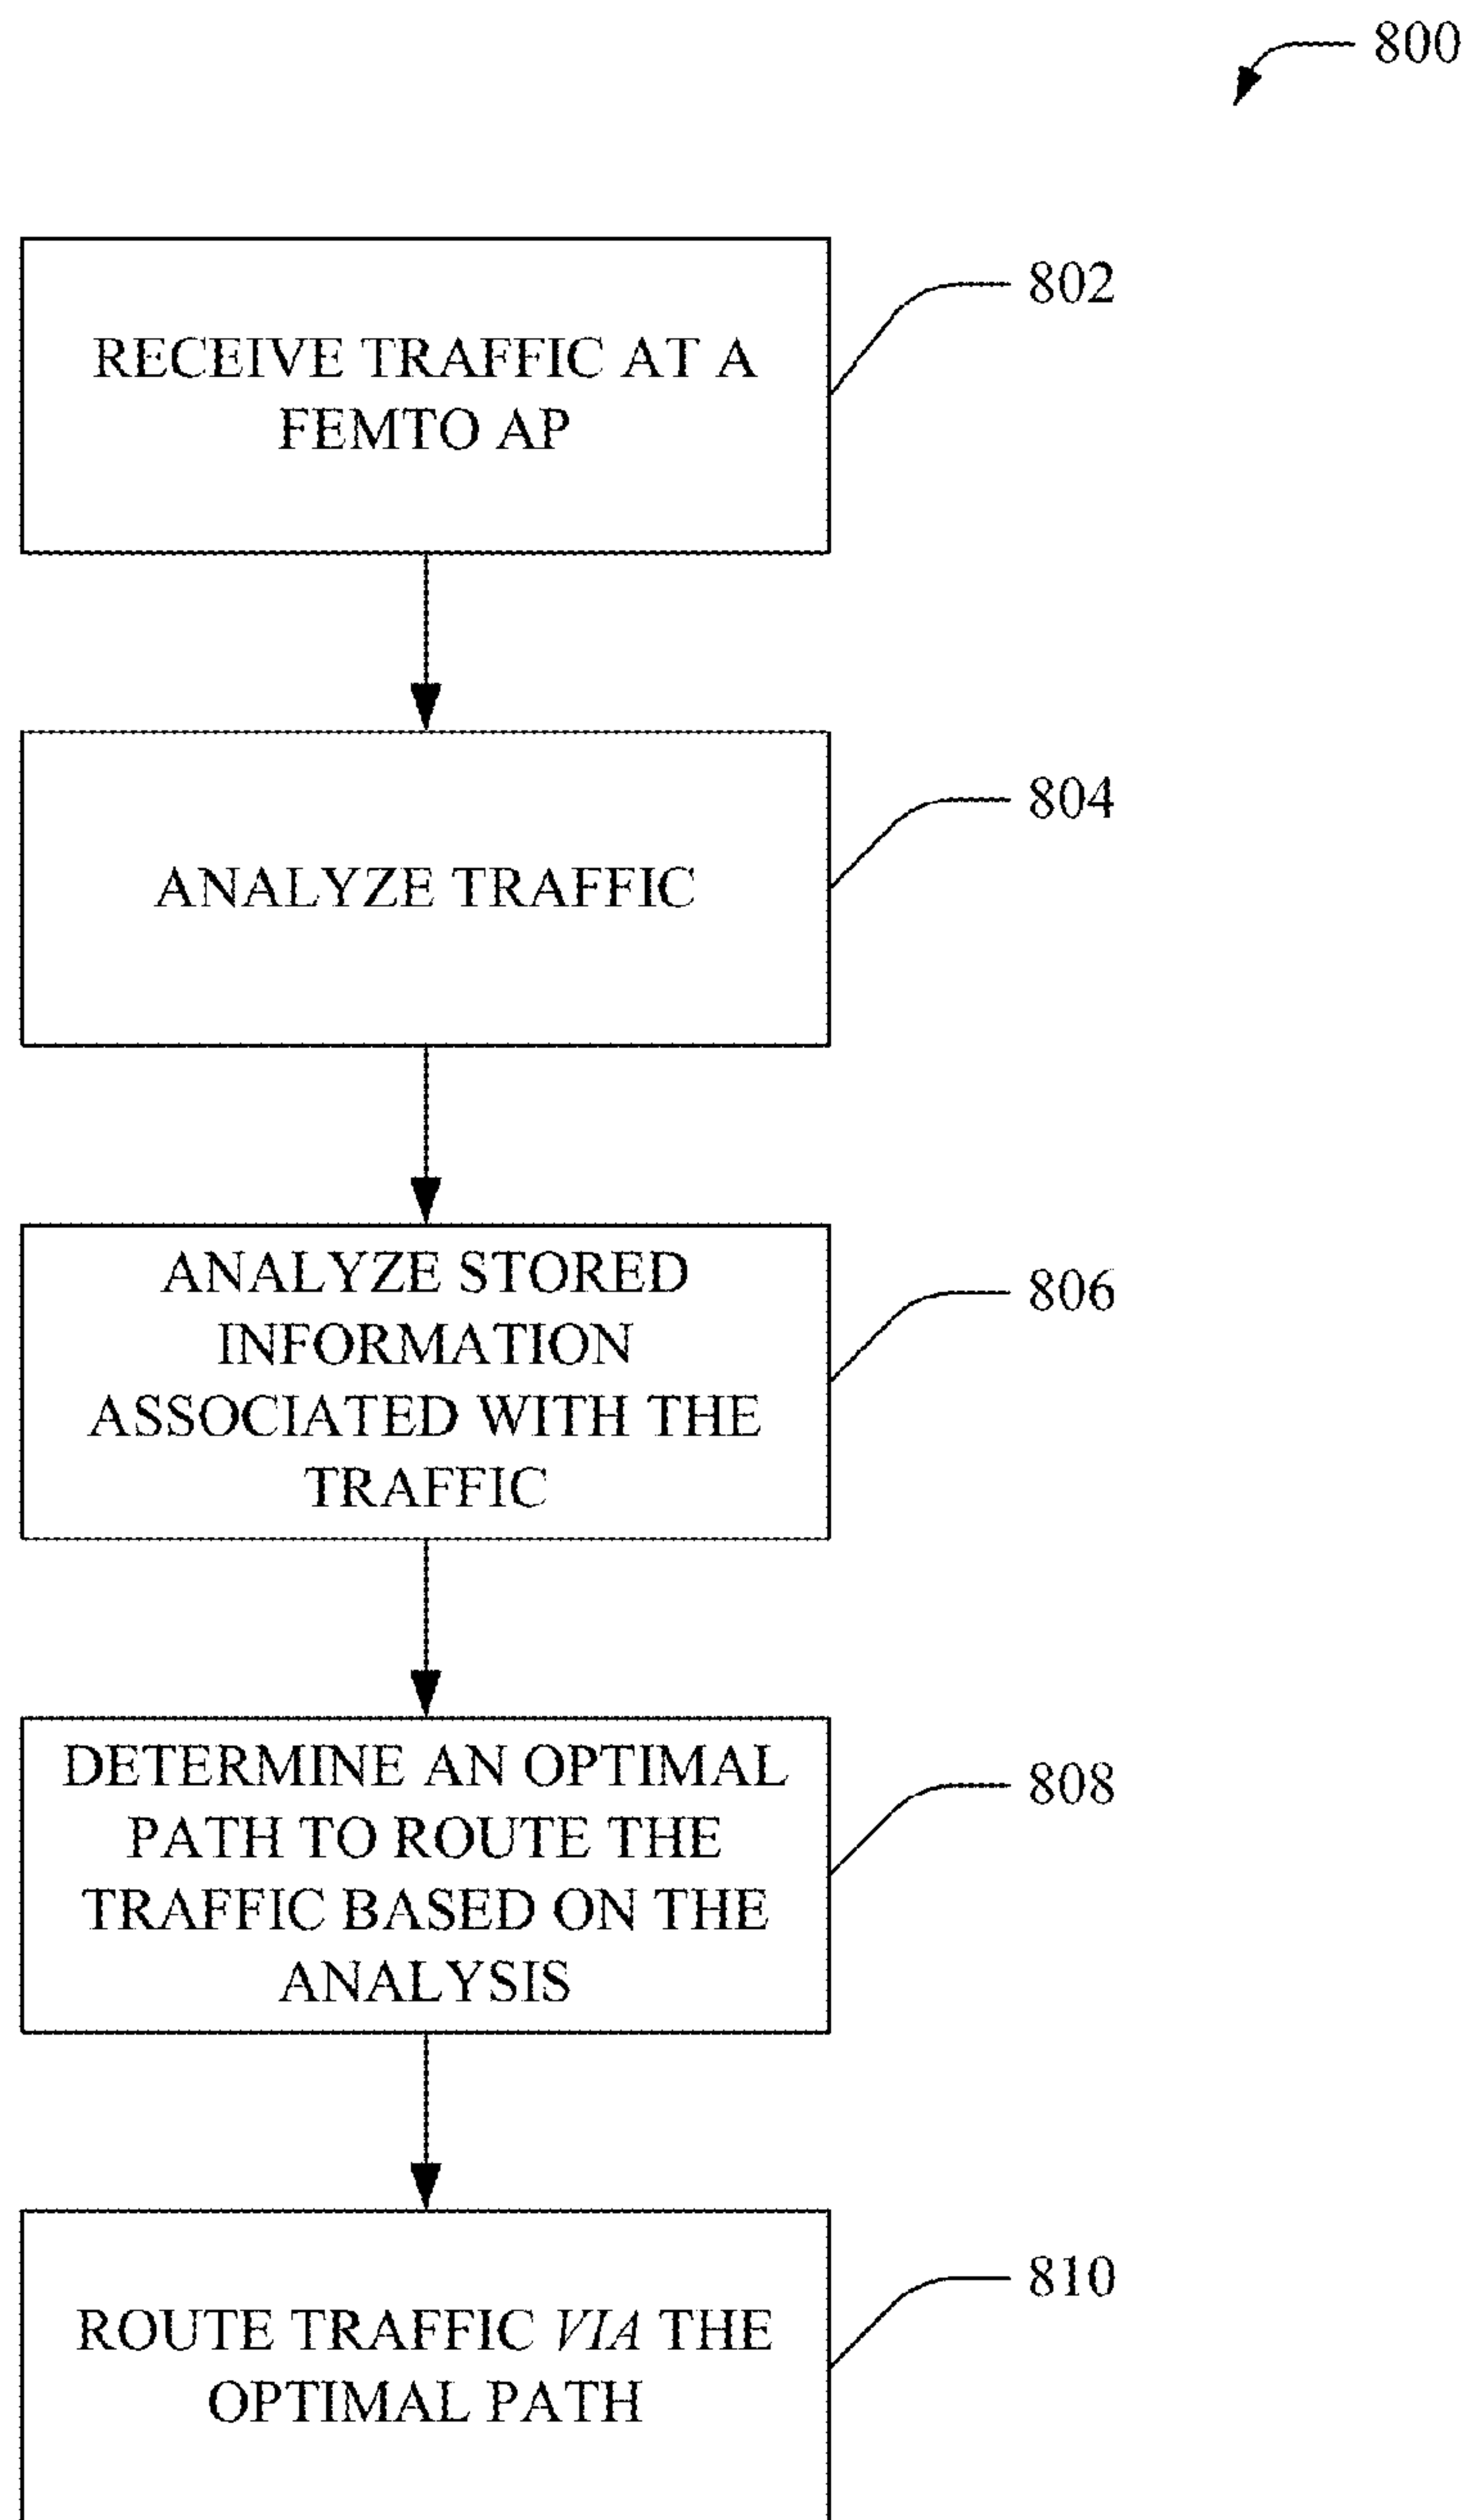 800
RECEIVE TRAFFIC AT A
FEMTO AP
802
ANALYZE TRAFFIC
804
ANALYZE STORED
INFORMATION
ASSOCIATED WITH THE
TRAFFIC
806
DETERMINE AN OPTIMAL
PATH TO ROUTE THE
TRAFFIC BASED ON THE
ANALYSIS
808
ROUTE TRAFFIC VIA THE
OPTIMAL PATH
810